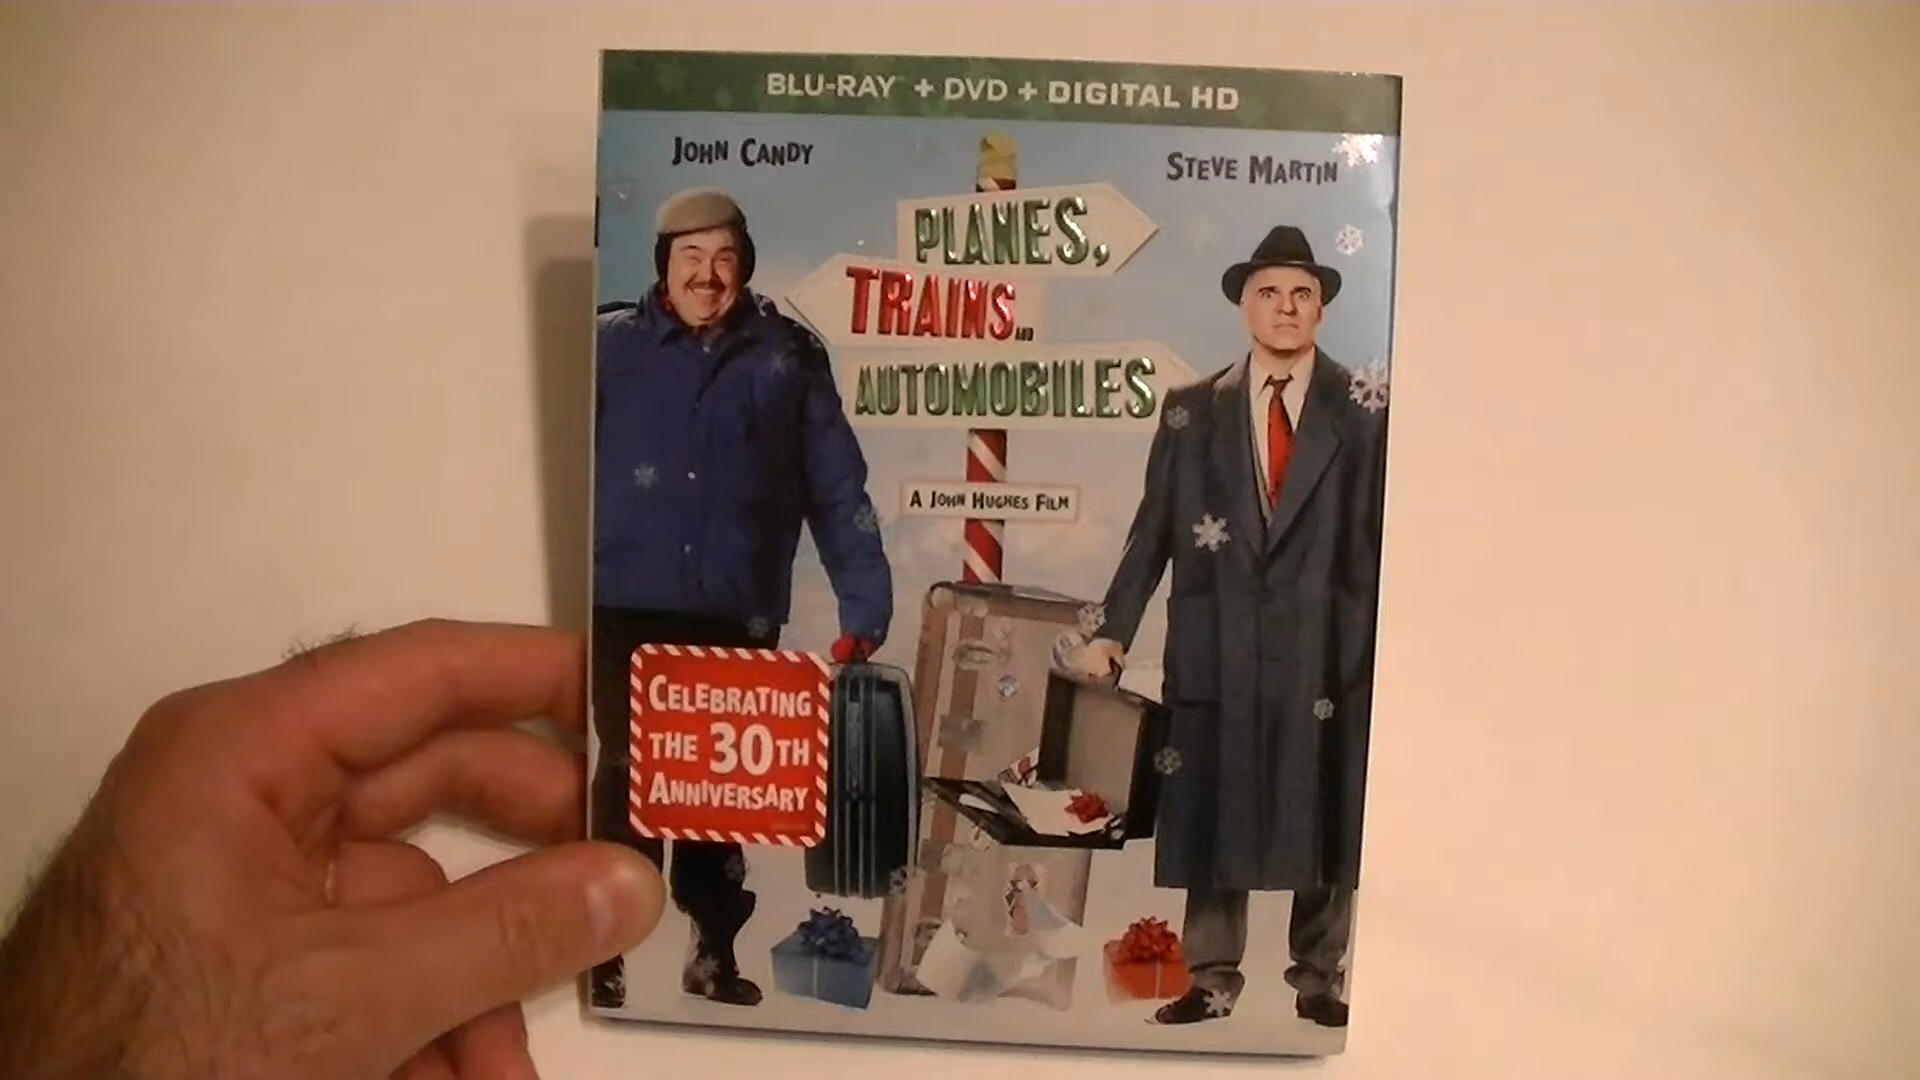 BLU-RAY + DVD + DIGITAL HD
JOHN CANDY
STEVE MARTIN
PLANES,
TRAINS AND
AUTOMOBILES
A JOHN HUGHES FILM
CELEBRATING
THE 30TH
ANNIVERSARY